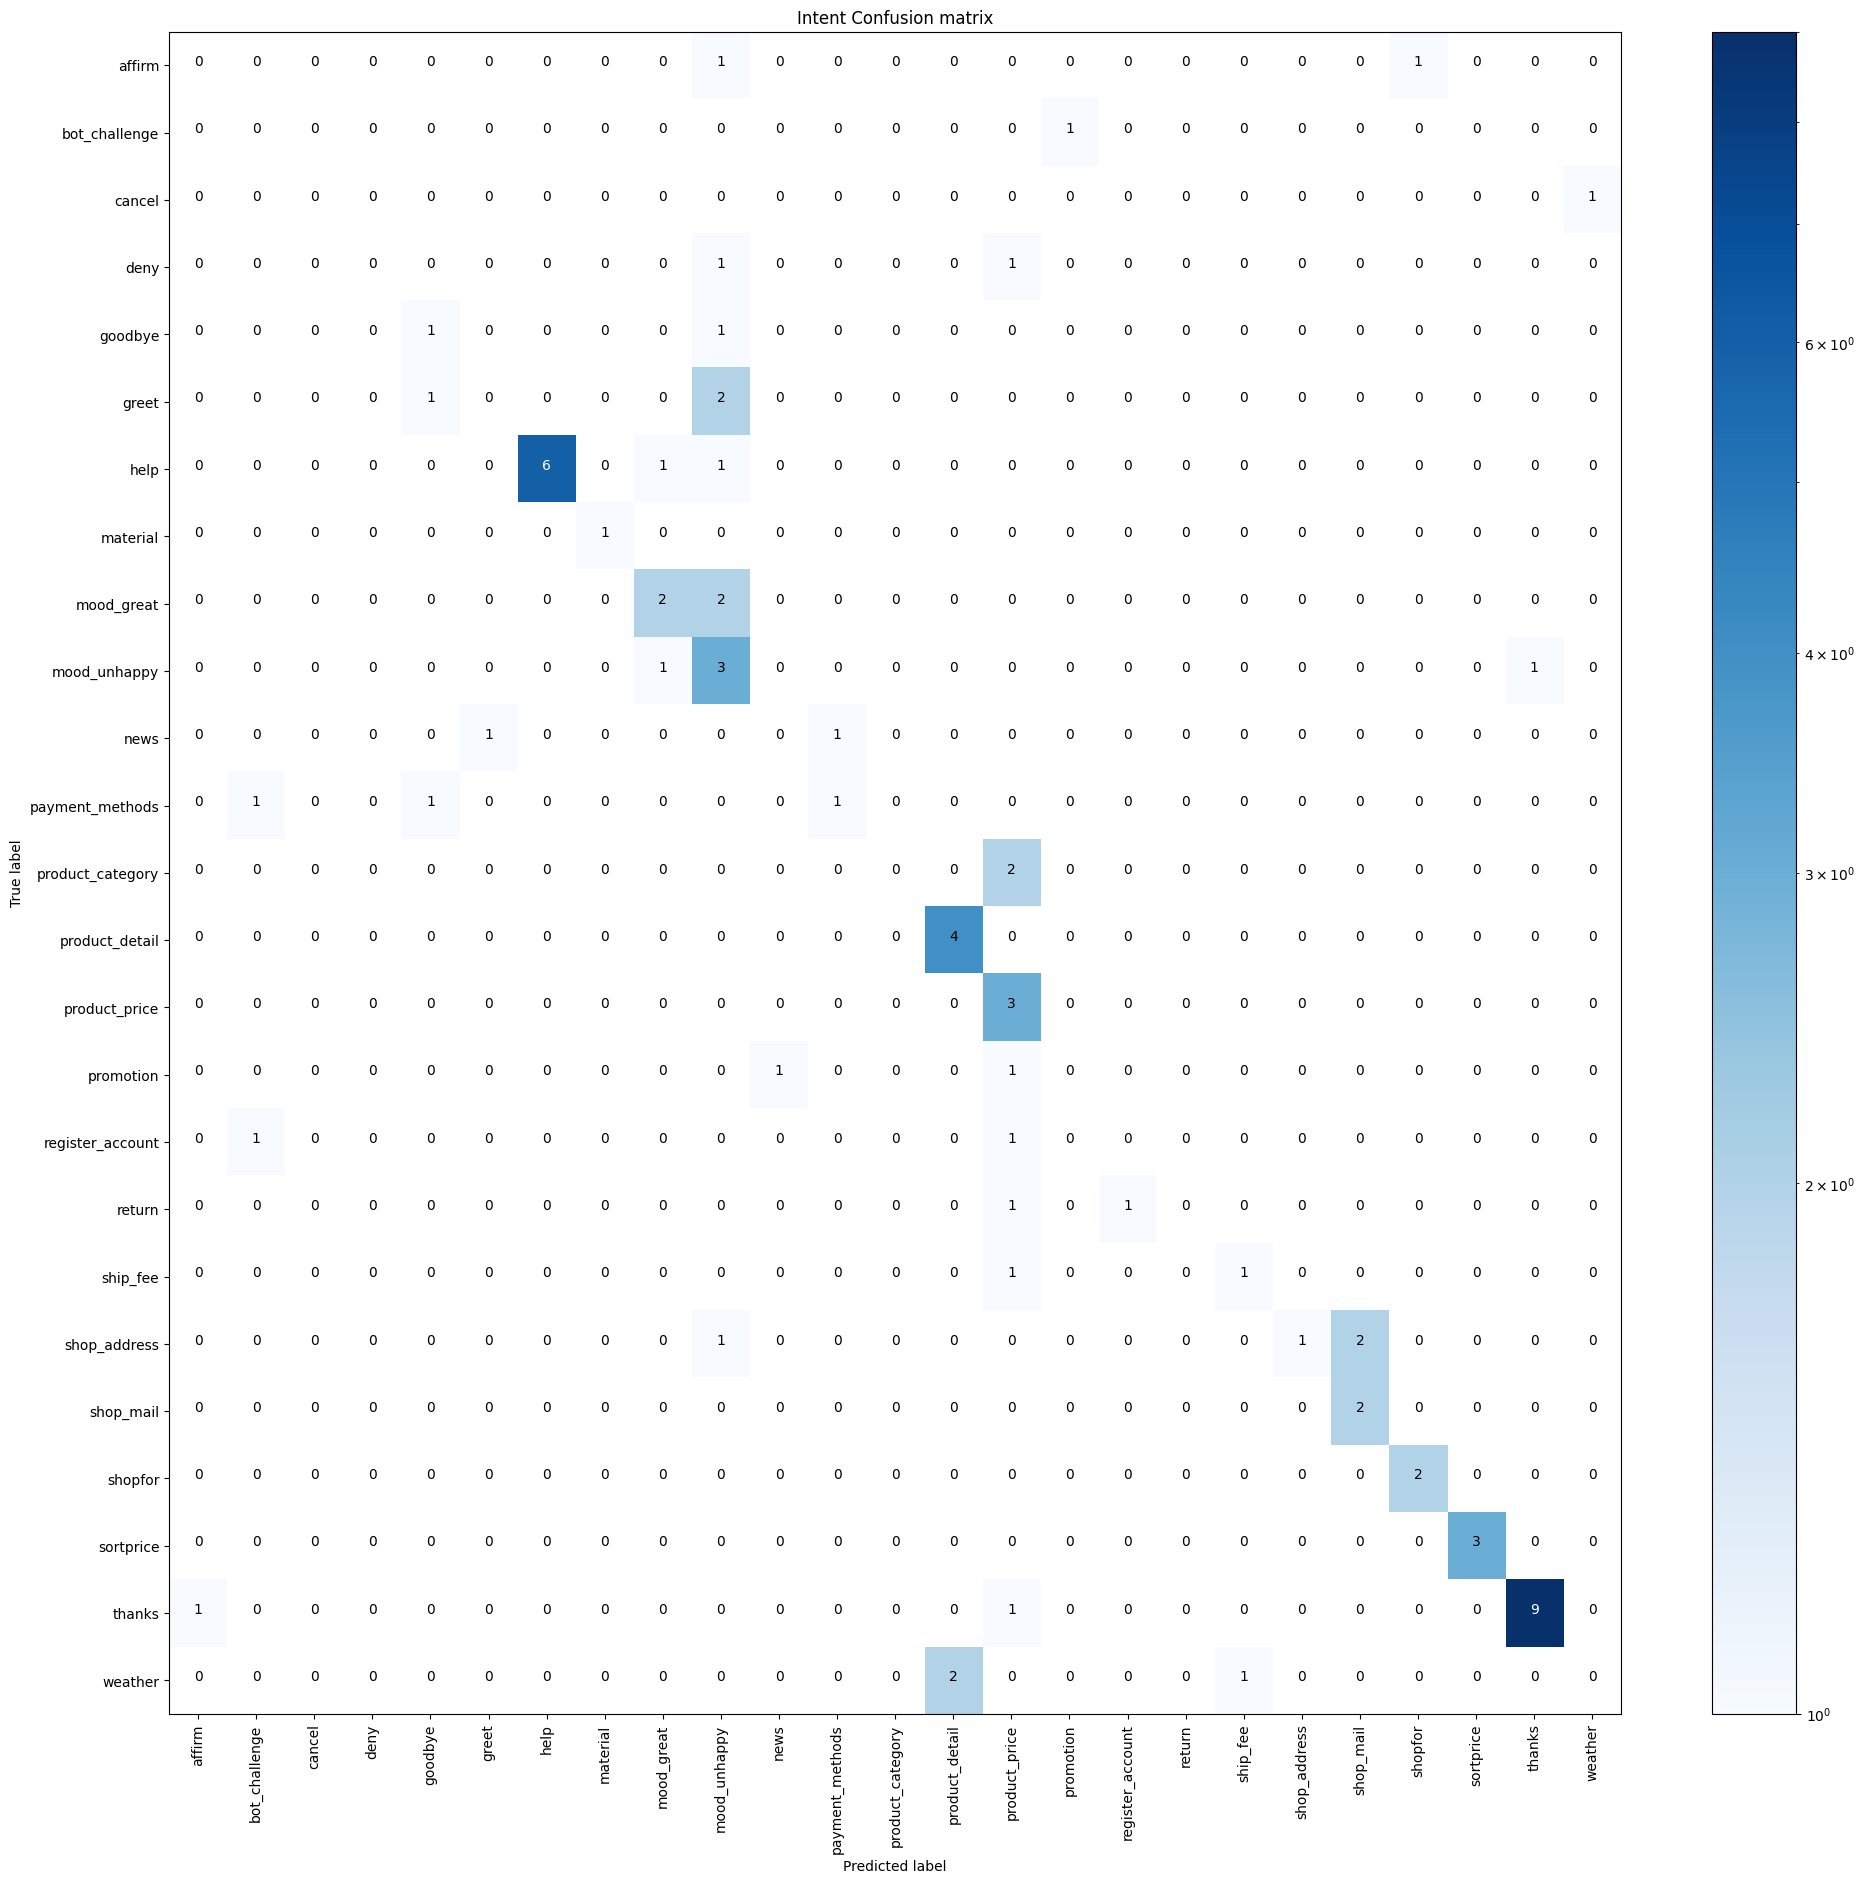 Intent Confusion matrix
affirm 0 0 0 0 0 0 0 0 0 1 0 0 0 0 0 0 0 0 0 0 0 1 0 0 0
bot_challenge 0 0 0 0 0 0 0 0 0 0 0 0 0 0 0 1 0 0 0 0 0 0 0 0 0
cancel 0 0 0 0 0 0 0 0 0 0 0 0 0 0 0 0 0 0 0 0 0 0 0 0 1
deny 0 0 0 0 0 0 0 0 0 1 0 0 0 0 1 0 0 0 0 0 0 0 0 0 0
goodbye 0 0 0 0 1 0 0 0 0 1 0 0 0 0 0 0 0 0 0 0 0 0 0 0 0
6 × 10⁰
greet 0 0 0 0 1 0 0 0 0 2 0 0 0 0 0 0 0 0 0 0 0 0 0 0 0
help 0 0 0 0 0 0 6 0 1 1 0 0 0 0 0 0 0 0 0 0 0 0 0 0 0
material 0 0 0 0 0 0 0 1 0 0 0 0 0 0 0 0 0 0 0 0 0 0 0 0 0
mood_great 0 0 0 0 0 0 0 0 2 2 0 0 0 0 0 0 0 0 0 0 0 0 0 0 0
4 × 10⁰
mood_unhappy 0 0 0 0 0 0 0 0 1 3 0 0 0 0 0 0 0 0 0 0 0 0 0 1 0
news 0 0 0 0 0 1 0 0 0 0 0 1 0 0 0 0 0 0 0 0 0 0 0 0 0
payment_methods 0 1 0 0 1 0 0 0 0 0 0 1 0 0 0 0 0 0 0 0 0 0 0 0 0
True label
product_category 0 0 0 0 0 0 0 0 0 0 0 0 0 0 2 0 0 0 0 0 0 0 0 0 0
3 × 10⁰
product_detail 0 0 0 0 0 0 0 0 0 0 0 0 0 4 0 0 0 0 0 0 0 0 0 0 0
product_price 0 0 0 0 0 0 0 0 0 0 0 0 0 0 3 0 0 0 0 0 0 0 0 0 0
promotion 0 0 0 0 0 0 0 0 0 0 1 0 0 0 1 0 0 0 0 0 0 0 0 0 0
register_account 0 1 0 0 0 0 0 0 0 0 0 0 0 0 1 0 0 0 0 0 0 0 0 0 0
2 × 10⁰
return 0 0 0 0 0 0 0 0 0 0 0 0 0 0 1 0 1 0 0 0 0 0 0 0 0
ship_fee 0 0 0 0 0 0 0 0 0 0 0 0 0 0 1 0 0 0 1 0 0 0 0 0 0
shop_address 0 0 0 0 0 0 0 0 0 1 0 0 0 0 0 0 0 0 0 1 2 0 0 0 0
shop_mail 0 0 0 0 0 0 0 0 0 0 0 0 0 0 0 0 0 0 0 0 2 0 0 0 0
shopfor 0 0 0 0 0 0 0 0 0 0 0 0 0 0 0 0 0 0 0 0 0 2 0 0 0
sortprice 0 0 0 0 0 0 0 0 0 0 0 0 0 0 0 0 0 0 0 0 0 0 3 0 0
thanks 1 0 0 0 0 0 0 0 0 0 0 0 0 0 1 0 0 0 0 0 0 0 0 9 0
weather 0 0 0 0 0 0 0 0 0 0 0 0 0 2 0 0 0 0 1 0 0 0 0 0 0
10⁰
affirm
bot_challenge
cancel
deny
goodbye
greet
help
material
mood_great
mood_unhappy
news
payment_methods
product_category
product_detail
product_price
promotion
register_account
return
ship_fee
shop_address
shop_mail
shopfor
sortprice
thanks
weather
Predicted label